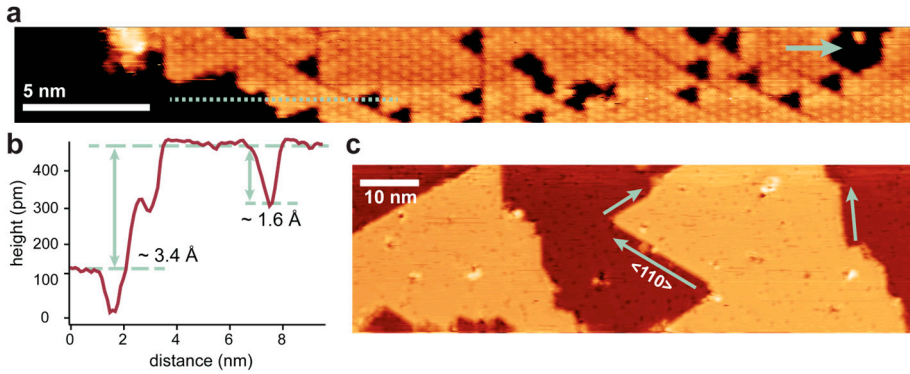 a
5 nm
b
400
300
200
100
0
height (pm)
~ 3.4 Å
~ 1.6 Å
0 2 4 6 8
distance (nm)
c
10 nm
<110>